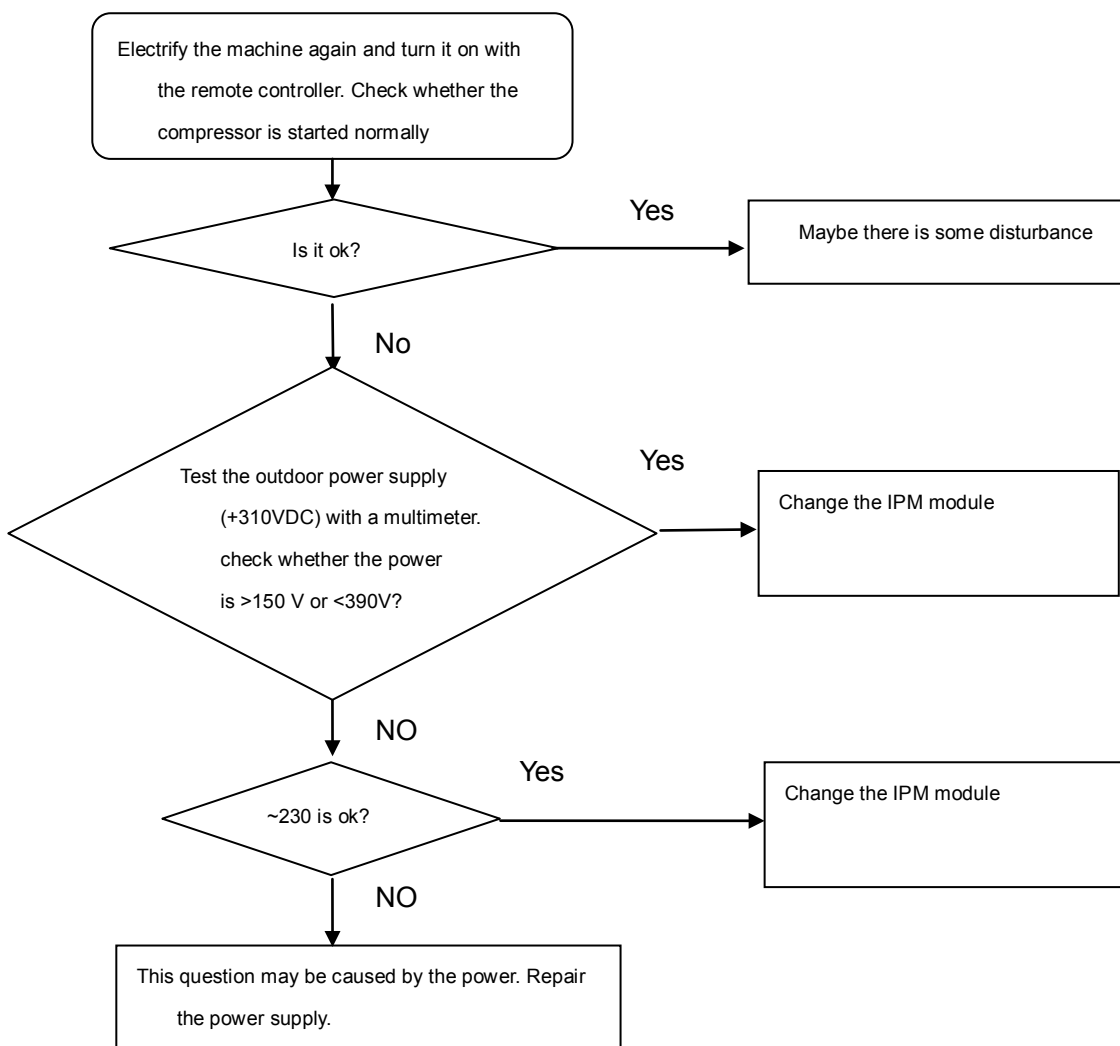 Electrify the machine again and turn it on with
the remote controller. Check whether the
compressor is started normally
Yes
Is it ok?
Maybe there is some disturbance
No
Yes
Test the outdoor power supply
(+310VDC) with a multimeter.
check whether the power
is >150 V or <390V?
Change the IPM module
NO
Yes
~230 is ok?
Change the IPM module
NO
This question may be caused by the power. Repair
the power supply.